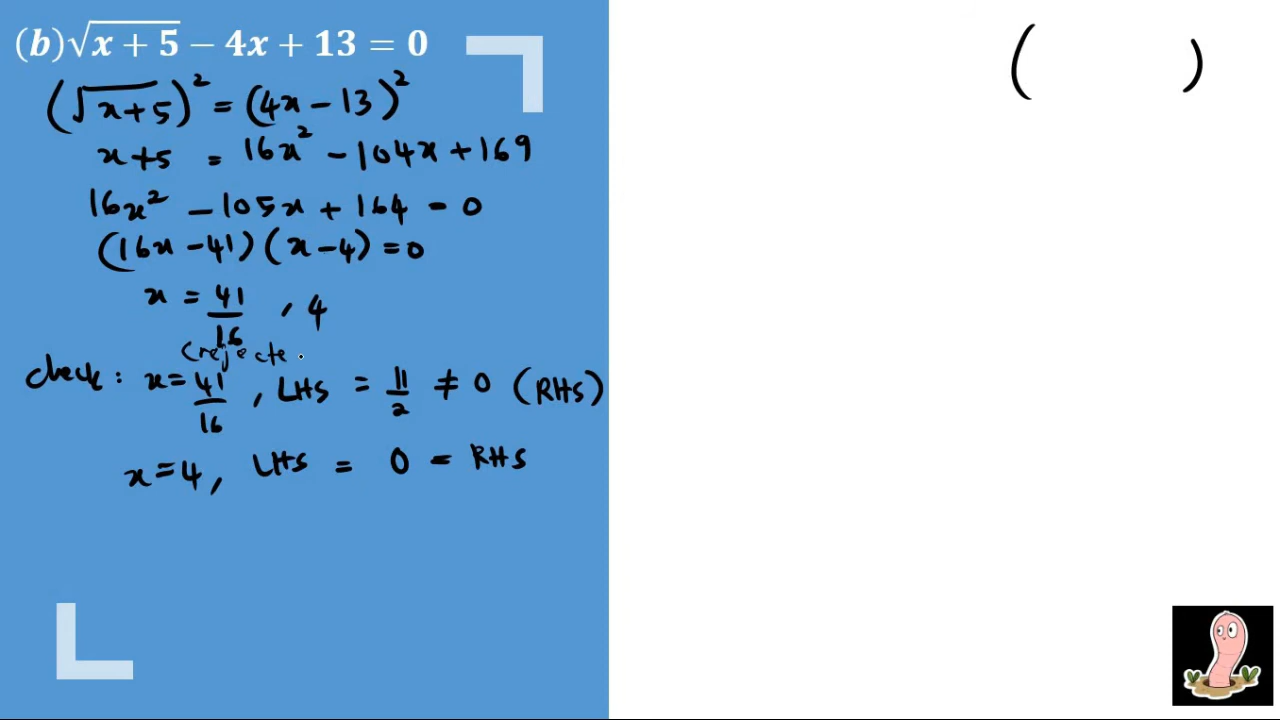 (b)√x + 5 − 4x + 13 = 0
(√x+5)² = (4x − 13)²
x+5 = 16x² − 104x + 169
16x² − 105x + 164 - 0
(16x − 41)(x − 4) = 0
x = 41/16 , 4
(rejecte
check : x = 41/16 , LHS = 11/2 ≠ 0 (RHS)
x = 4, LHS = 0 = RHS
( )